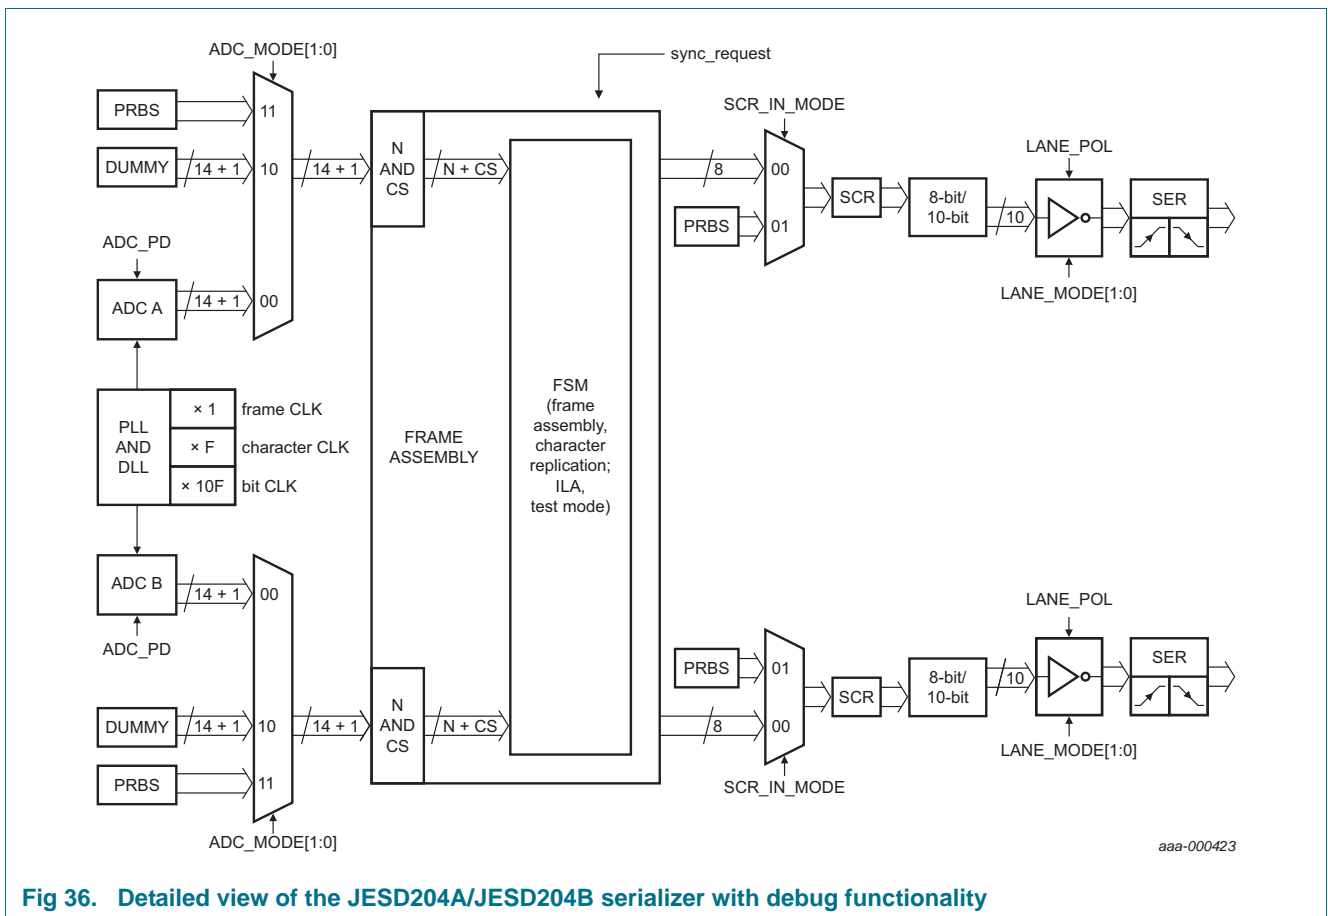 ADC_MODE[1:0]
sync_request
PRBS
11
SCR_IN_MODE
DUMMY
14 + 1
10
14 + 1
N
AND
CS
N + CS
8
00
LANE_POL
SCR
8-bit/
10-bit
10
SER
PRBS
01
ADC_PD
LANE_MODE[1:0]
ADC A
14 + 1
00
PLL
AND
DLL
× 1
frame CLK
× F
character CLK
× 10F
bit CLK
FRAME
ASSEMBLY
FSM
(frame
assembly,
character
replication;
ILA,
test mode)
ADC B
14 + 1
00
ADC_PD
LANE_POL
PRBS
01
SCR
8-bit/
10-bit
10
SER
DUMMY
14 + 1
10
14 + 1
N
AND
CS
N + CS
8
00
LANE_MODE[1:0]
PRBS
11
SCR_IN_MODE
ADC_MODE[1:0]
aaa-000423
Fig 36. Detailed view of the JESD204A/JESD204B serializer with debug functionality